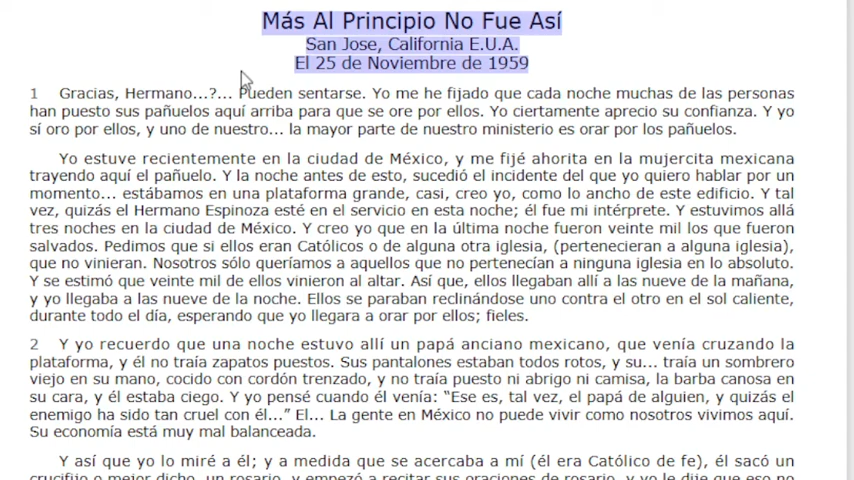 Más Al Principio No Fue Así
San Jose, California E.U.A.
El 25 de Noviembre de 1959
1 Gracias, Hermano...?... Pueden sentarse. Yo me he fijado que cada noche muchas de las personas
han puesto sus pañuelos aquí arriba para que se ore por ellos. Yo ciertamente aprecio su confianza. Y yo
sí oro por ellos, y uno de nuestro... la mayor parte de nuestro ministerio es orar por los pañuelos.
Yo estuve recientemente en la ciudad de México, y me fijé ahorita en la mujercita mexicana
trayendo aquí el pañuelo. Y la noche antes de esto, sucedió el incidente del que yo quiero hablar por un
momento... estábamos en una plataforma grande, casi, creo yo, como lo ancho de este edificio. Y tal
vez, quizás el Hermano Espinoza esté en el servicio en esta noche; él fue mi intérprete. Y estuvimos allá
tres noches en la ciudad de México. Y creo yo que en la última noche fueron veinte mil los que fueron
salvados. Pedimos que si ellos eran Católicos o de alguna otra iglesia, (pertenecieran a alguna iglesia),
que no vinieran. Nosotros sólo queríamos a aquellos que no pertenecían a ninguna iglesia en lo absoluto.
Y se estimó que veinte mil de ellos vinieron al altar. Así que, ellos llegaban allí a las nueve de la mañana,
y yo llegaba a las nueve de la noche. Ellos se paraban reclinándose uno contra el otro en el sol caliente,
durante todo el día, esperando que yo llegara a orar por ellos; fieles.
2 Y yo recuerdo que una noche estuvo allí un papá anciano mexicano, que venía cruzando la
plataforma, y él no traía zapatos puestos. Sus pantalones estaban todos rotos, y su... traía un sombrero
viejo en su mano, cocido con cordón trenzado, y no traía puesto ni abrigo ni camisa, la barba canosa en
su cara, y él estaba ciego. Y yo pensé cuando él venía: “Ese es, tal vez, el papá de alguien, y quizás el
enemigo ha sido tan cruel con él...” El... La gente en México no puede vivir como nosotros vivimos aquí.
Su economía está muy mal balanceada.
Y así que yo lo miré a él; y a medida que se acercaba a mí (él era Católico de fe), él sacó un
crucifijo o mejor dicho, un rosario, y empezó a recitar sus oraciones de rosario, y yo le dije que eso no